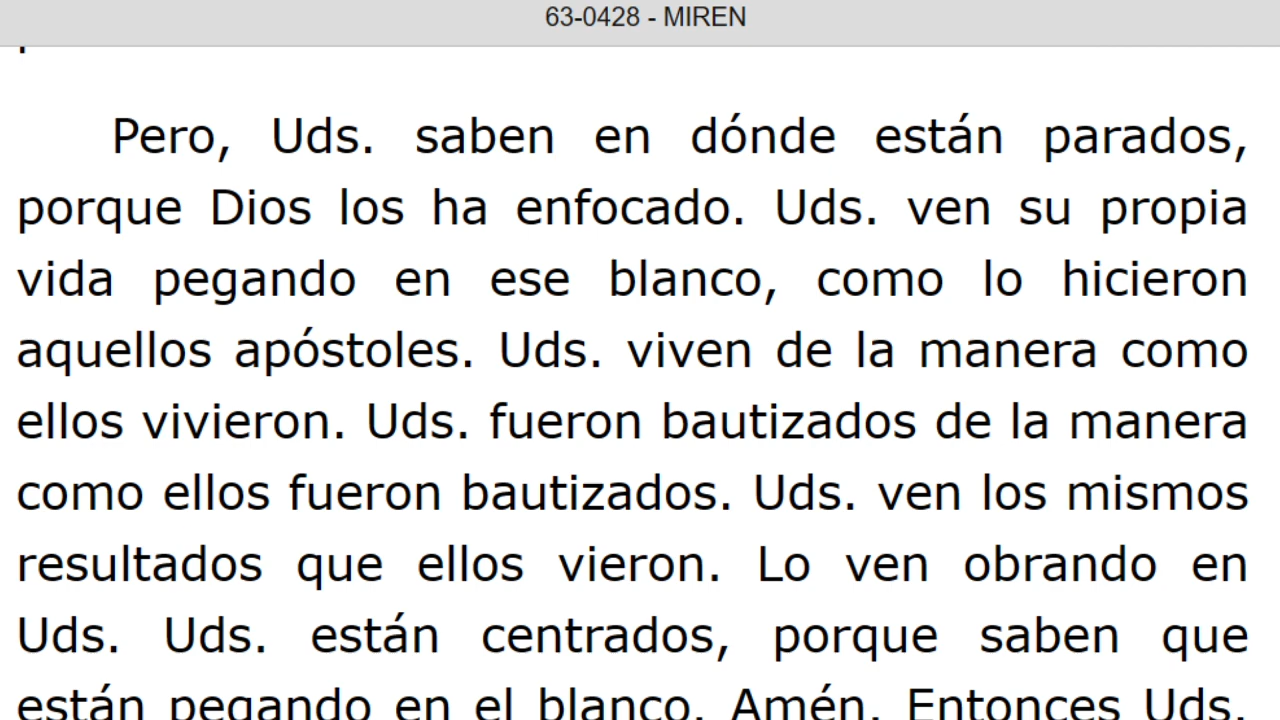 63-0428 - MIREN
Pero, Uds. saben en dónde están parados,
porque Dios los ha enfocado. Uds. ven su propia
vida pegando en ese blanco, como lo hicieron
aquellos apóstoles. Uds. viven de la manera como
ellos vivieron. Uds. fueron bautizados de la manera
como ellos fueron bautizados. Uds. ven los mismos
resultados que ellos vieron. Lo ven obrando en
Uds. Uds. están centrados, porque saben que
están pegando en el blanco. Amén. Entonces Uds.